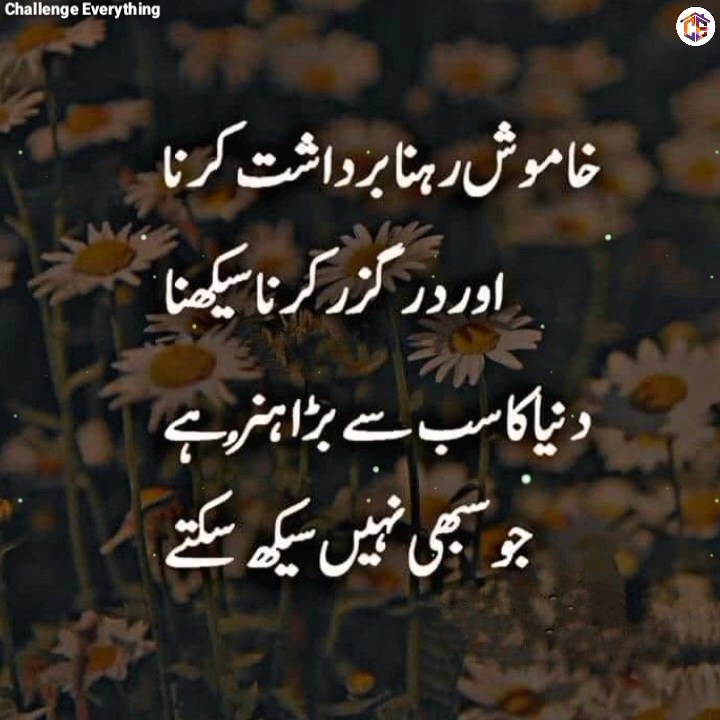 Challenge Everything
خاموش رہنا برداشت کرنا
اور در گزر کرنا سیکھنا
دنیا کا سب سے بڑا ہنر ہے
جو سبھی نہیں سیکھ سکتے